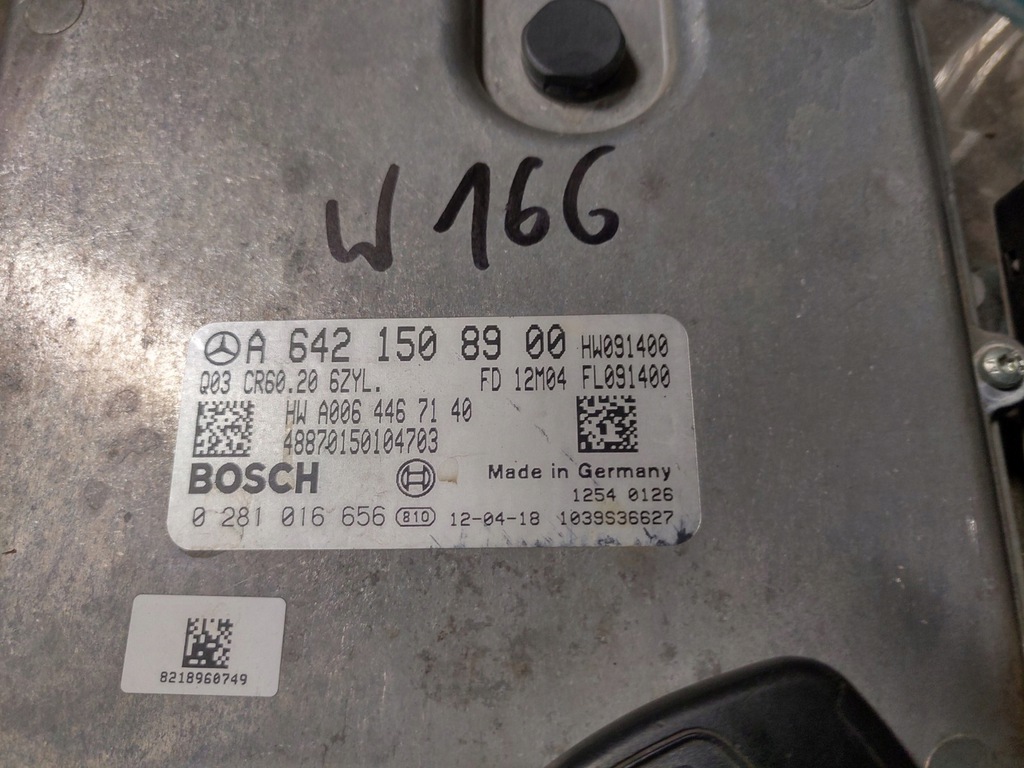 W 166
A 642 150 89 00 HW091400
Q03 CR60.20 6ZYL. FD 12M04 FL091400
HW A006 446 71 40
48870150104703
BOSCH Made in Germany
1254 0126
0 281 016 656 810 12-04-18 1039S36627
8218960749